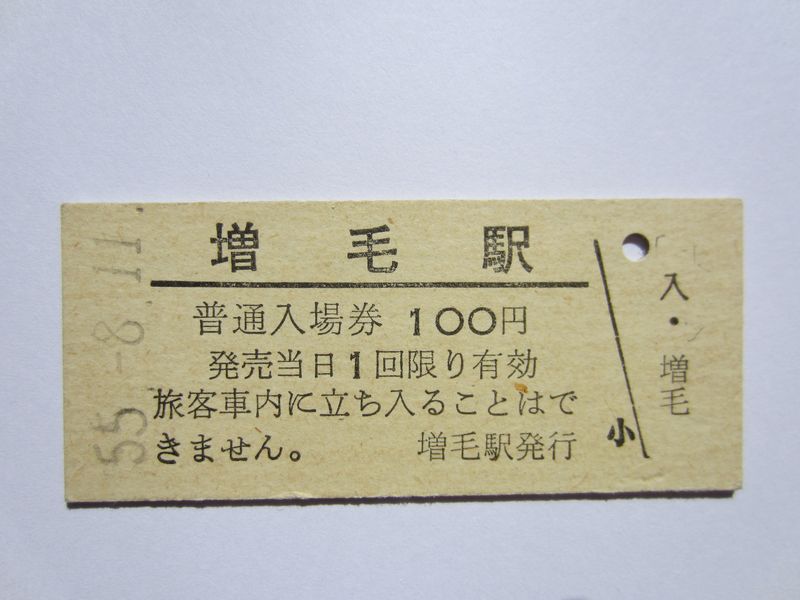 増毛駅
普通入場券 100円
発売当日1回限り有効
旅客車内に立ち入ることはで
きません。 増毛駅発行
小
入・増毛
55.-8.11.